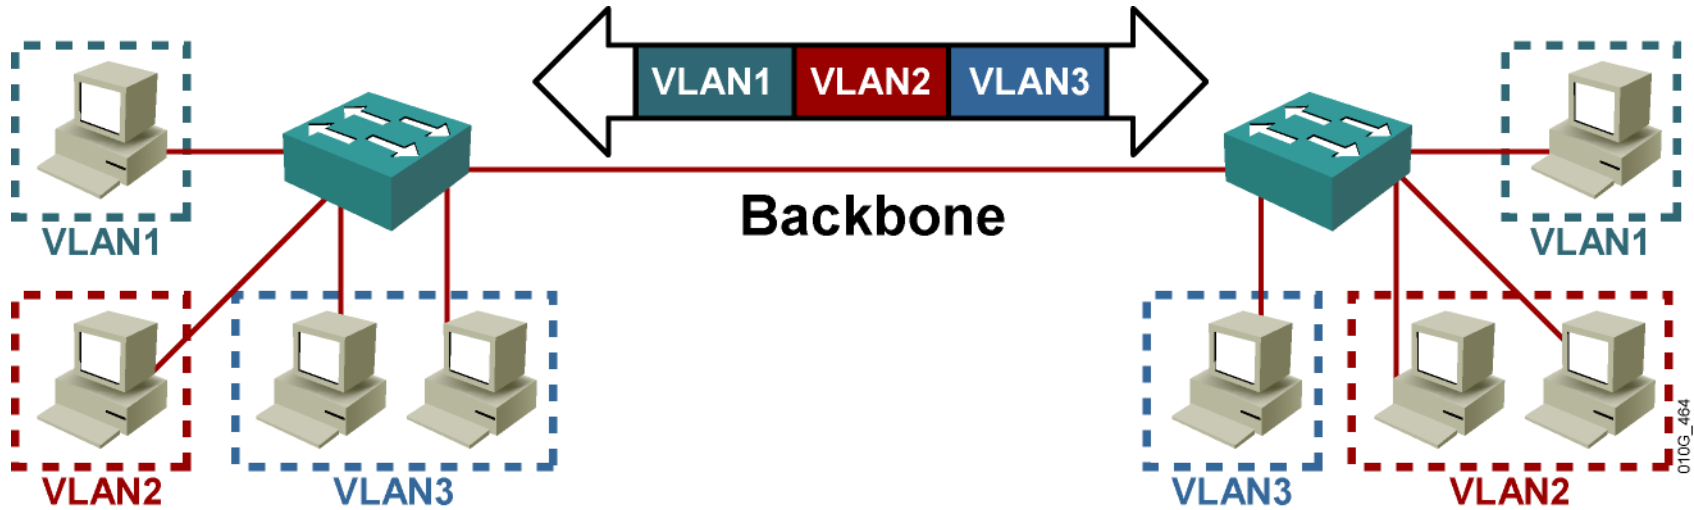 VLAN1 VLAN2 VLAN3
Backbone
VLAN1
VLAN1
VLAN2
VLAN3
VLAN3
VLAN2
010G_464